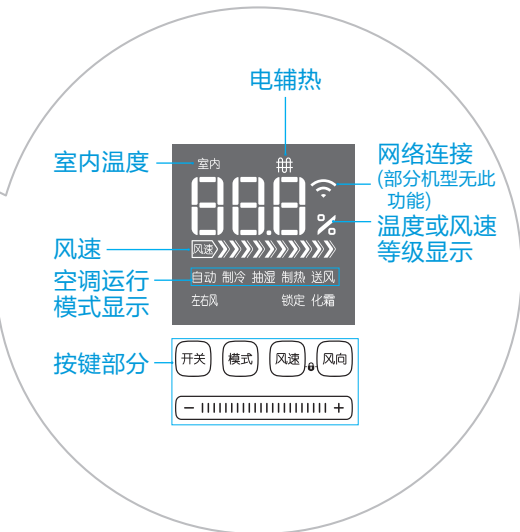 电辅热
室内温度
室内
网络连接
(部分机型无此
功能)
88.8
%
温度或风速
等级显示
风速
风速
空调运行
模式显示
自动 制冷 抽湿 制热 送风
左右风 锁定 化霜
按键部分
开关 模式 风速 风向
− +